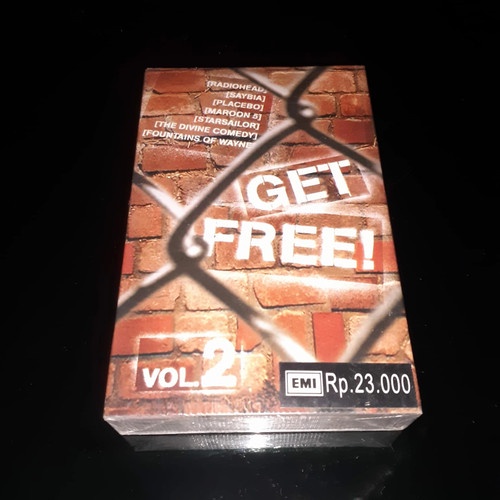 [RADIOHEAD]
[SAYBIA]
[PLACEBO]
[MAROON 5]
[STARSAILOR]
[THE DIVINE COMEDY]
[FOUNTAINS OF WAYNE]
GET
FREE!
VOL.2
EMI Rp.23.000